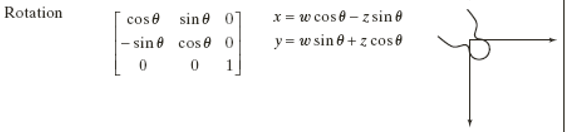 Rotation
cos θ sin θ 0
− sin θ cos θ 0
0 0 1
x = w cos θ − z sin θ
y = w sin θ + z cos θ